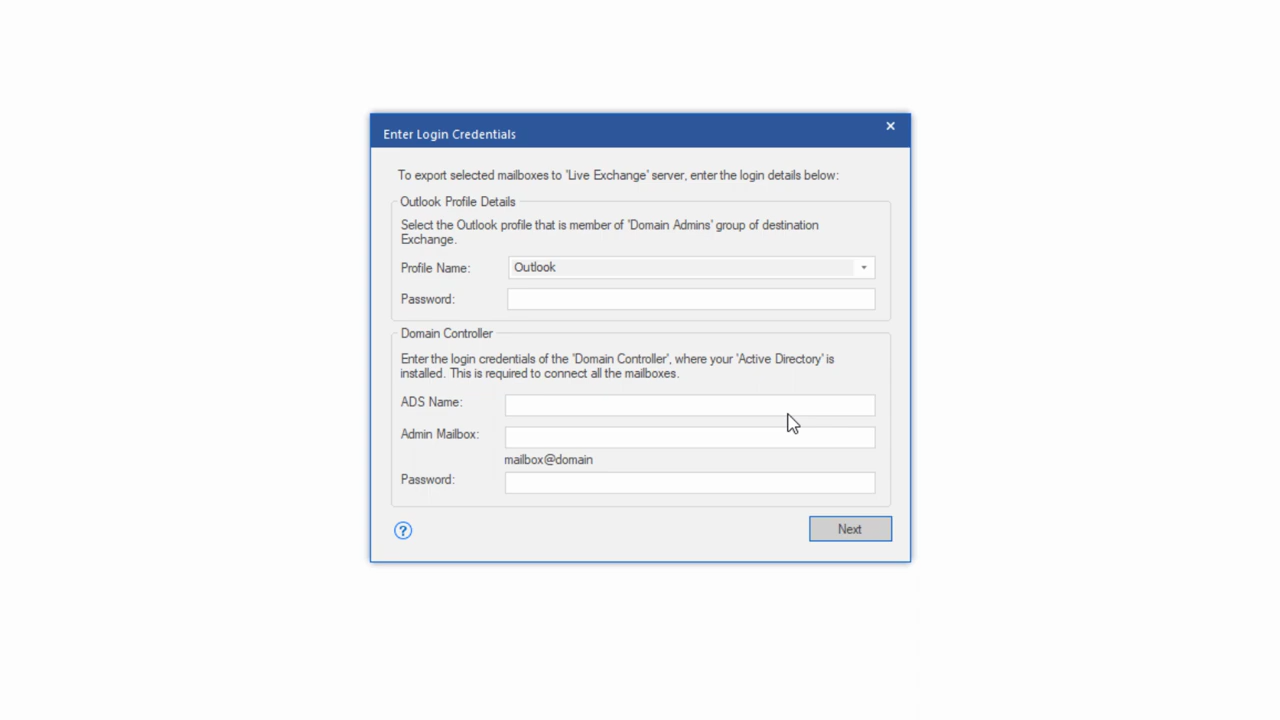 Enter Login Credentials
To export selected mailboxes to 'Live Exchange' server, enter the login details below:
Outlook Profile Details
Select the Outlook profile that is member of 'Domain Admins' group of destination
Exchange.
Profile Name:
Outlook
Password:
Domain Controller
Enter the login credentials of the 'Domain Controller', where your 'Active Directory' is
installed. This is required to connect all the mailboxes.
ADS Name:
Admin Mailbox:
mailbox@domain
Password:
?
Next